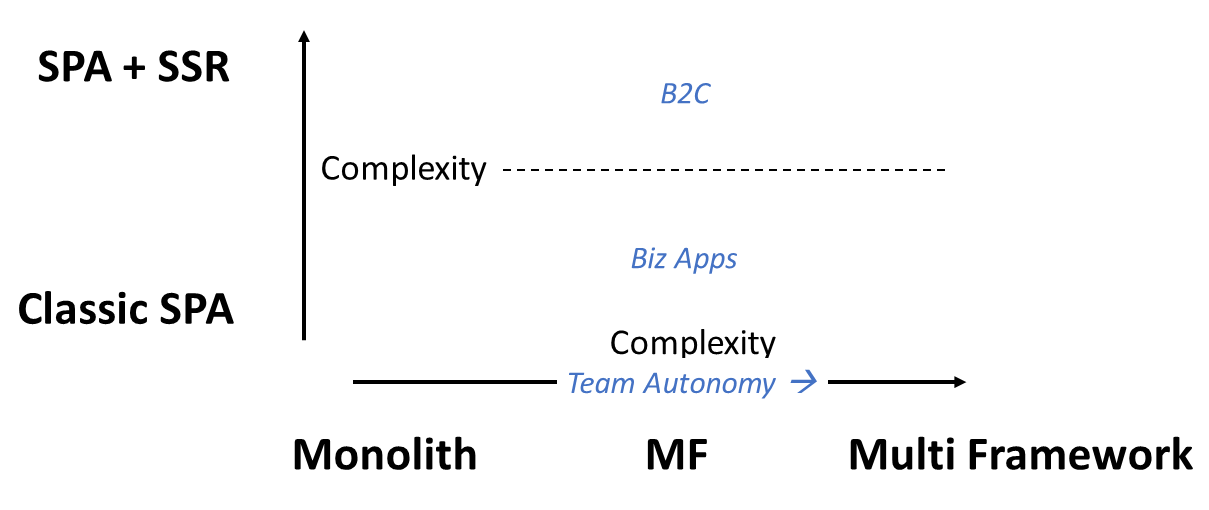 SPA + SSR
B2C
Complexity
Biz Apps
Classic SPA
Complexity
Team Autonomy →
Monolith MF Multi Framework